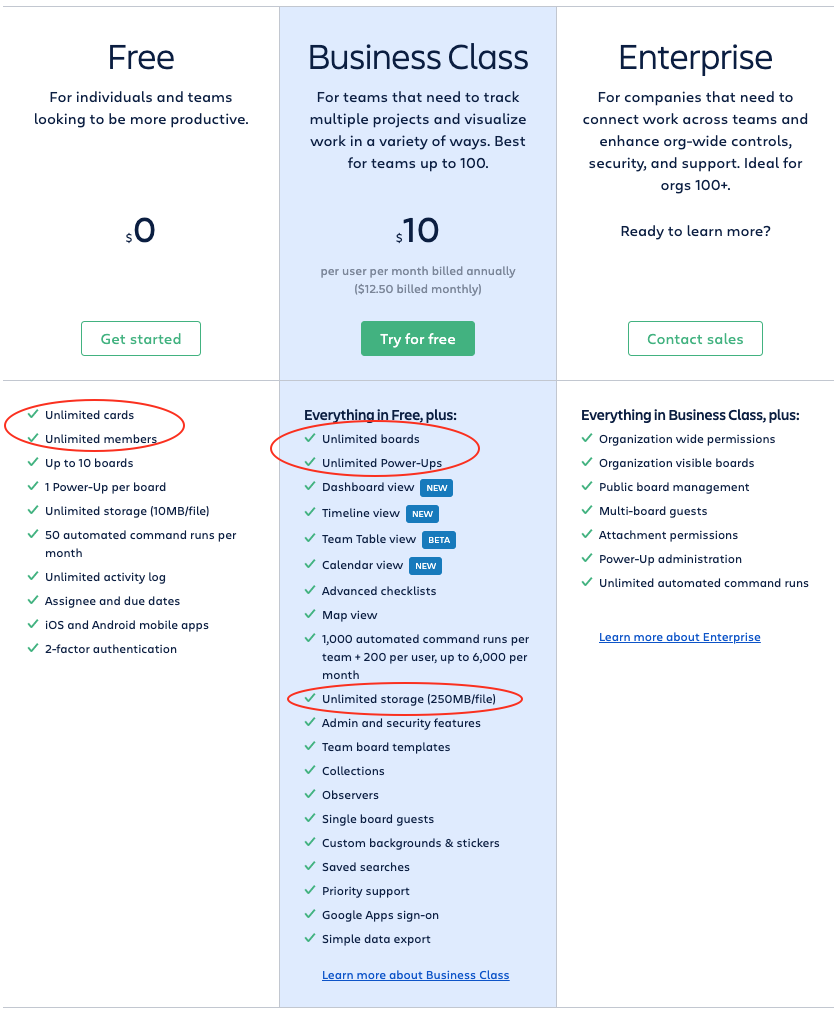 Free
For individuals and teams
looking to be more productive.
$0
Get started
Unlimited cards
Unlimited members
Up to 10 boards
1 Power-Up per board
Unlimited storage (10MB/file)
50 automated command runs per
month
Unlimited activity log
Assignee and due dates
iOS and Android mobile apps
2-factor authentication
Business Class
For teams that need to track
multiple projects and visualize
work in a variety of ways. Best
for teams up to 100.
$10
per user per month billed annually
($12.50 billed monthly)
Try for free
Everything in Free, plus:
Unlimited boards
Unlimited Power-Ups
Dashboard view NEW
Timeline view NEW
Team Table view BETA
Calendar view NEW
Advanced checklists
Map view
1,000 automated command runs per
team + 200 per user, up to 6,000 per
month
Unlimited storage (250MB/file)
Admin and security features
Team board templates
Collections
Observers
Single board guests
Custom backgrounds & stickers
Saved searches
Priority support
Google Apps sign-on
Simple data export
Learn more about Business Class
Enterprise
For companies that need to
connect work across teams and
enhance org-wide controls,
security, and support. Ideal for
orgs 100+.
Ready to learn more?
Contact sales
Everything in Business Class, plus:
Organization wide permissions
Organization visible boards
Public board management
Multi-board guests
Attachment permissions
Power-Up administration
Unlimited automated command runs
Learn more about Enterprise